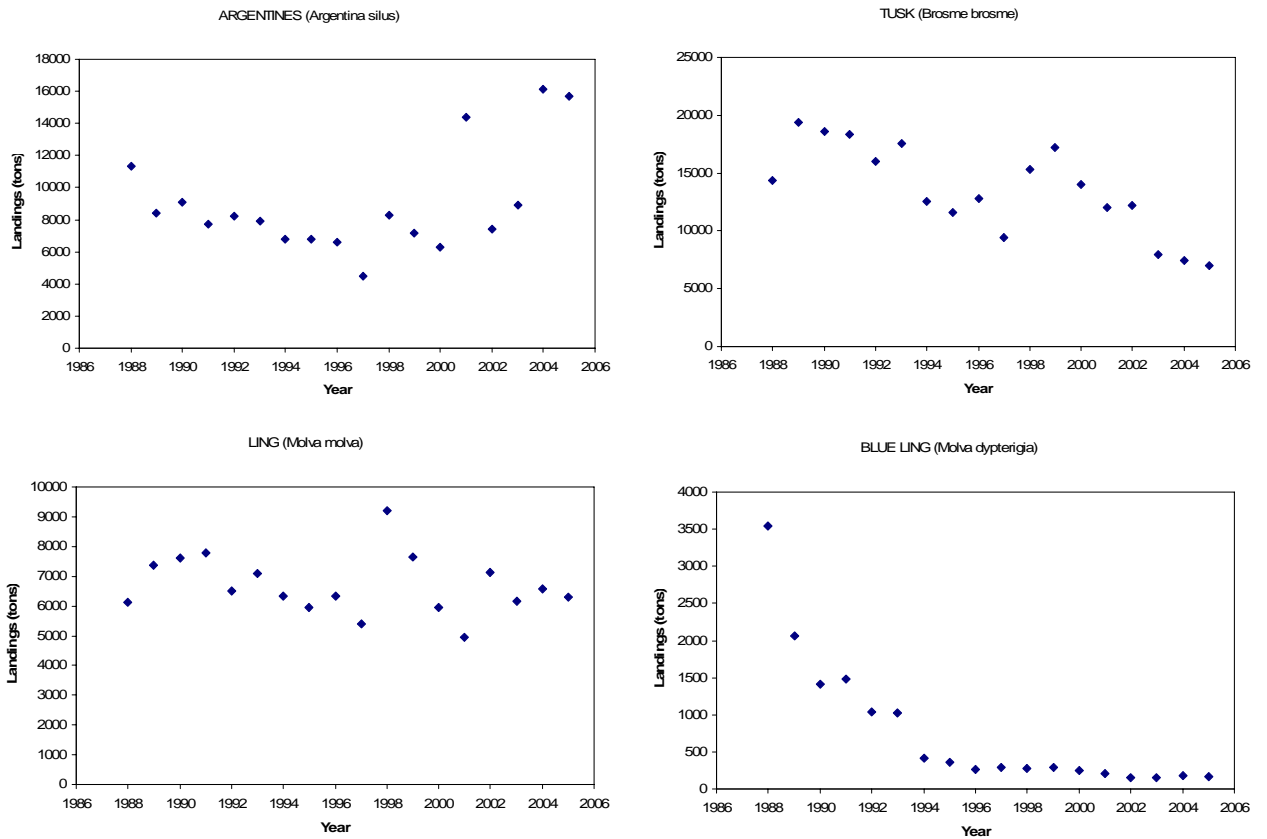 ARGENTINES (Argentina silus)
Landings (tons)
18000
16000
14000
12000
10000
8000
6000
4000
2000
0
1986 1988 1990 1992 1994 1996 1998 2000 2002 2004 2006
Year
TUSK (Brosme brosme)
Landings (tons)
25000
20000
15000
10000
5000
0
1986 1988 1990 1992 1994 1996 1998 2000 2002 2004 2006
Year
LING (Molva molva)
Landings (tons)
10000
9000
8000
7000
6000
5000
4000
3000
2000
1000
0
1986 1988 1990 1992 1994 1996 1998 2000 2002 2004 2006
Year
BLUE LING (Molva dypterigia)
Landings (tons)
4000
3500
3000
2500
2000
1500
1000
500
0
1986 1988 1990 1992 1994 1996 1998 2000 2002 2004 2006
Year